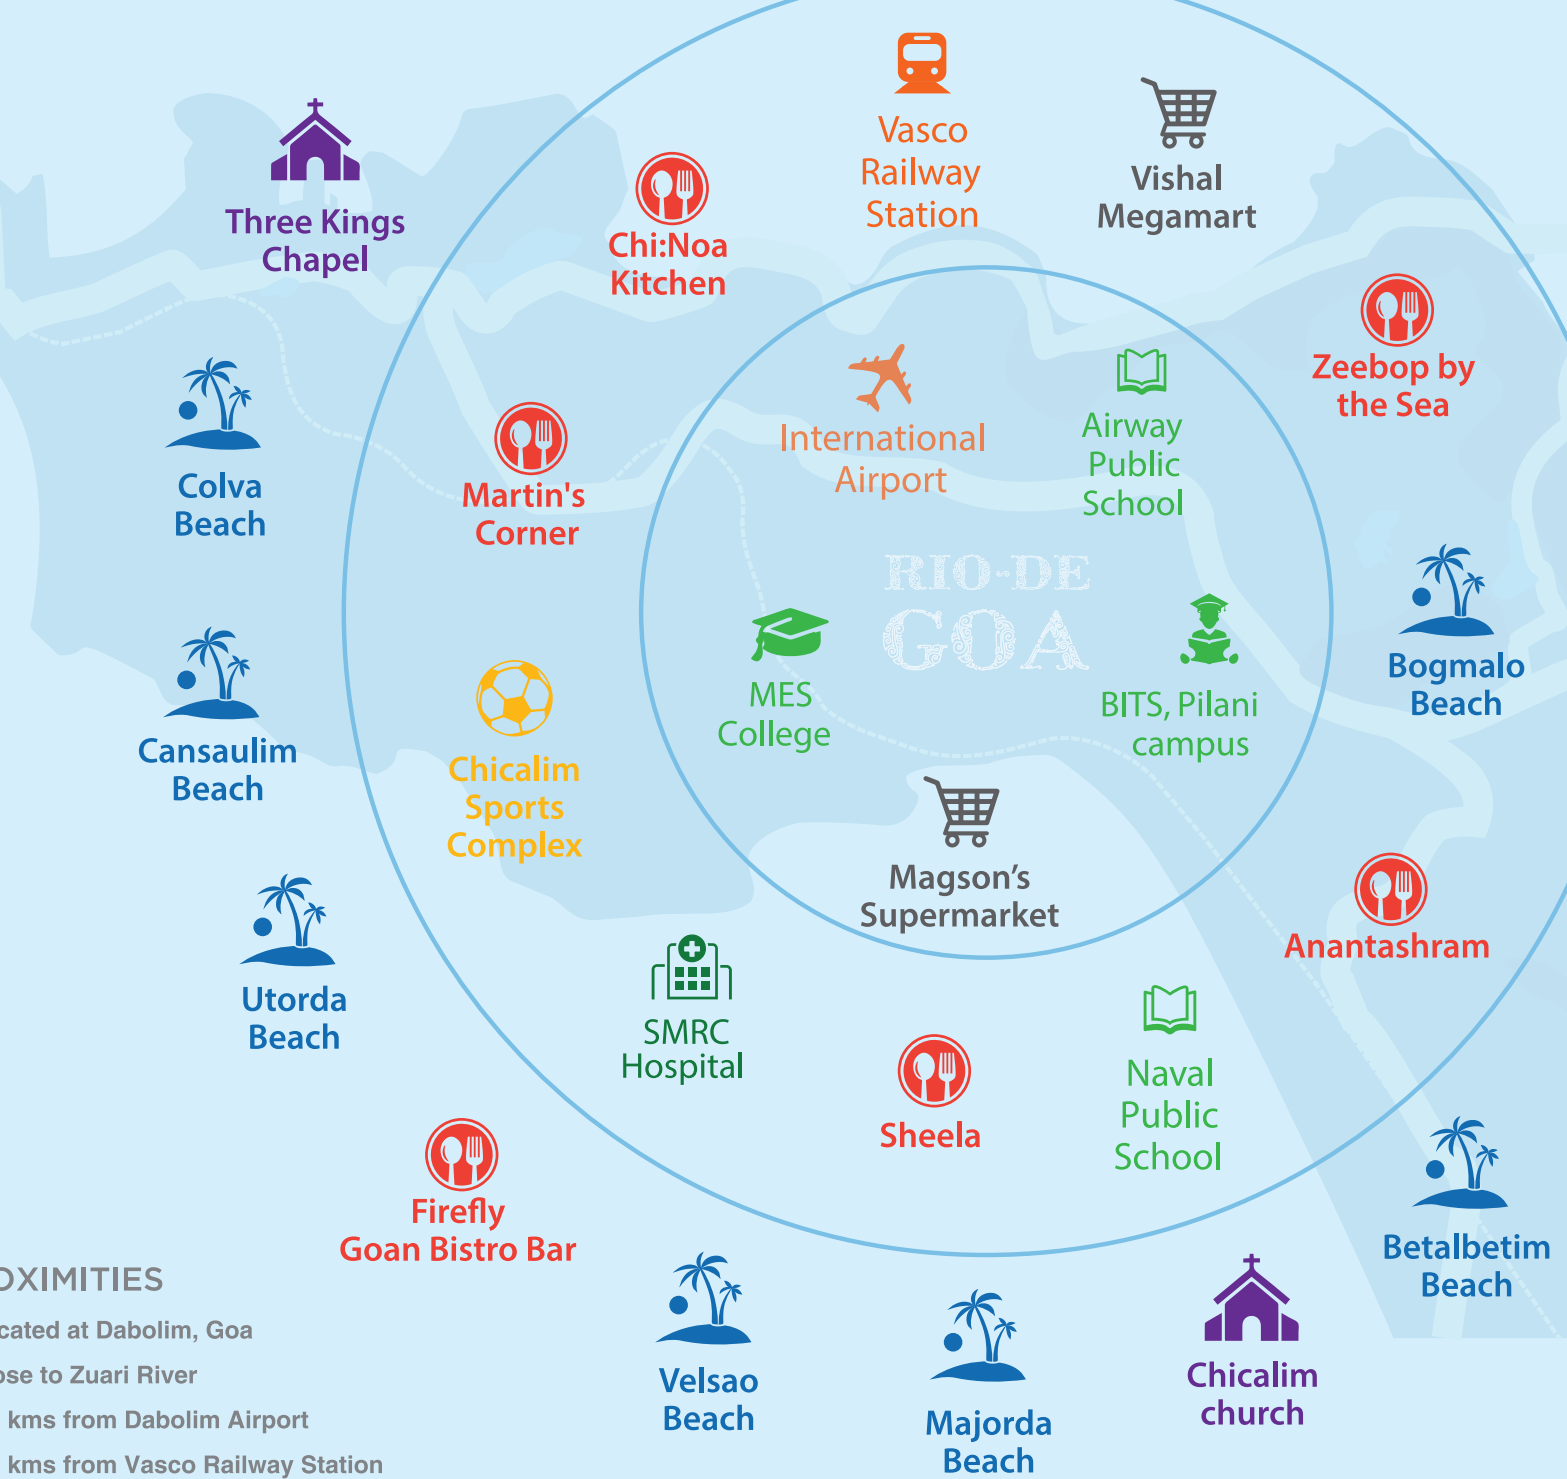 Vasco
Railway
Station
Vishal
Megamart
Three Kings
Chapel
Chi:Noa
Kitchen
Zeebop by
the Sea
International
Airport
Airway
Public
School
Colva
Beach
Martin's
Corner
RIO-DE
GOA
Bogmalo
Beach
MES
College
BITS, Pilani
campus
Cansaulim
Beach
Chicalim
Sports
Complex
Magson's
Supermarket
Anantashram
Utorda
Beach
SMRC
Hospital
Sheela
Naval
Public
School
Firefly
Goan Bistro Bar
Betalbetim
Beach
Velsao
Beach
Majorda
Beach
Chicalim
church
OXIMITIES
cated at Dabolim, Goa
ose to Zuari River
kms from Dabolim Airport
kms from Vasco Railway Station